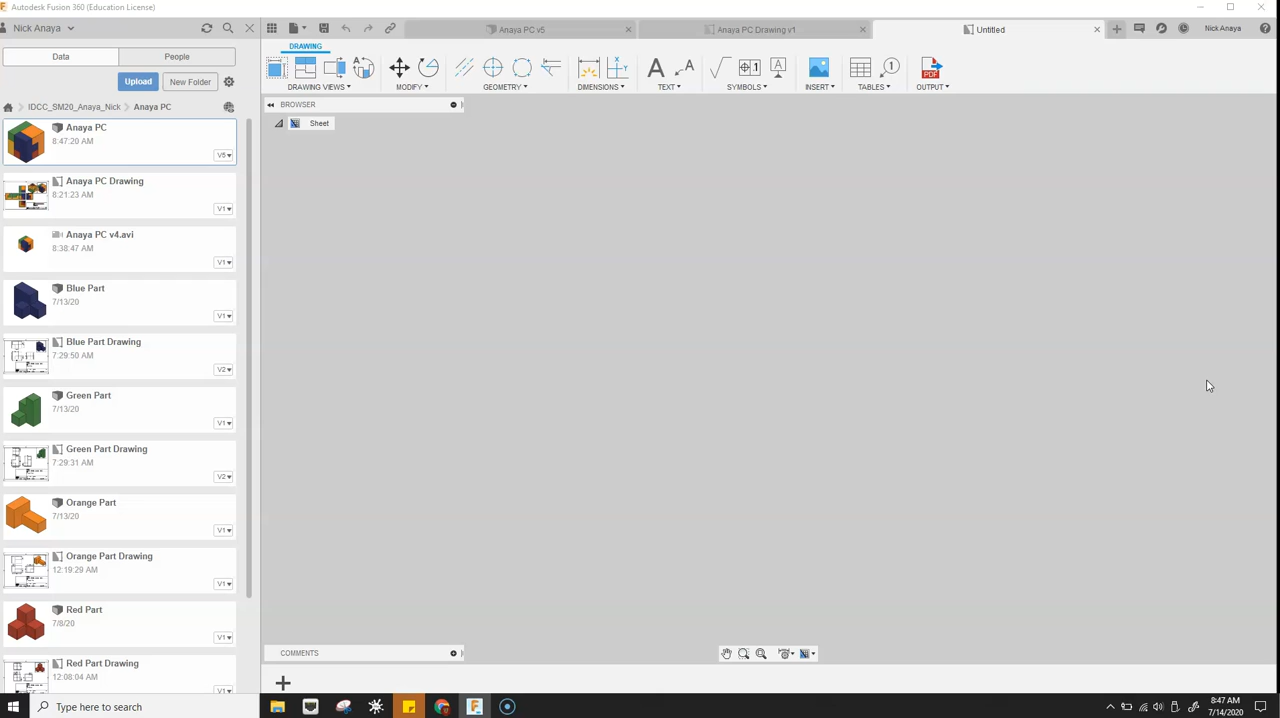 Autodesk Fusion 360 (Education License)
Nick Anaya
Anaya PC v5
Anaya PC Drawing v1
Untitled
Nick Anaya
Data
People
DRAWING
Upload
New Folder
DRAWING VIEWS
MODIFY
GEOMETRY
DIMENSIONS
TEXT
SYMBOLS
INSERT
TABLES
PDF
OUTPUT
IDCC_SM20_Anaya_Nick
Anaya PC
BROWSER
Sheet
Anaya PC
8:47:20 AM
V5
Anaya PC Drawing
8:21:23 AM
V1
Anaya PC v4.avi
8:38:47 AM
V1
Blue Part
7/13/20
V1
Blue Part Drawing
7:29:50 AM
V2
Green Part
7/13/20
V1
Green Part Drawing
7:29:31 AM
V2
Orange Part
7/13/20
V1
Orange Part Drawing
12:19:29 AM
V1
Red Part
7/8/20
V1
Red Part Drawing
12:08:04 AM
V1
COMMENTS
Type here to search
8:47 AM
7/14/2020